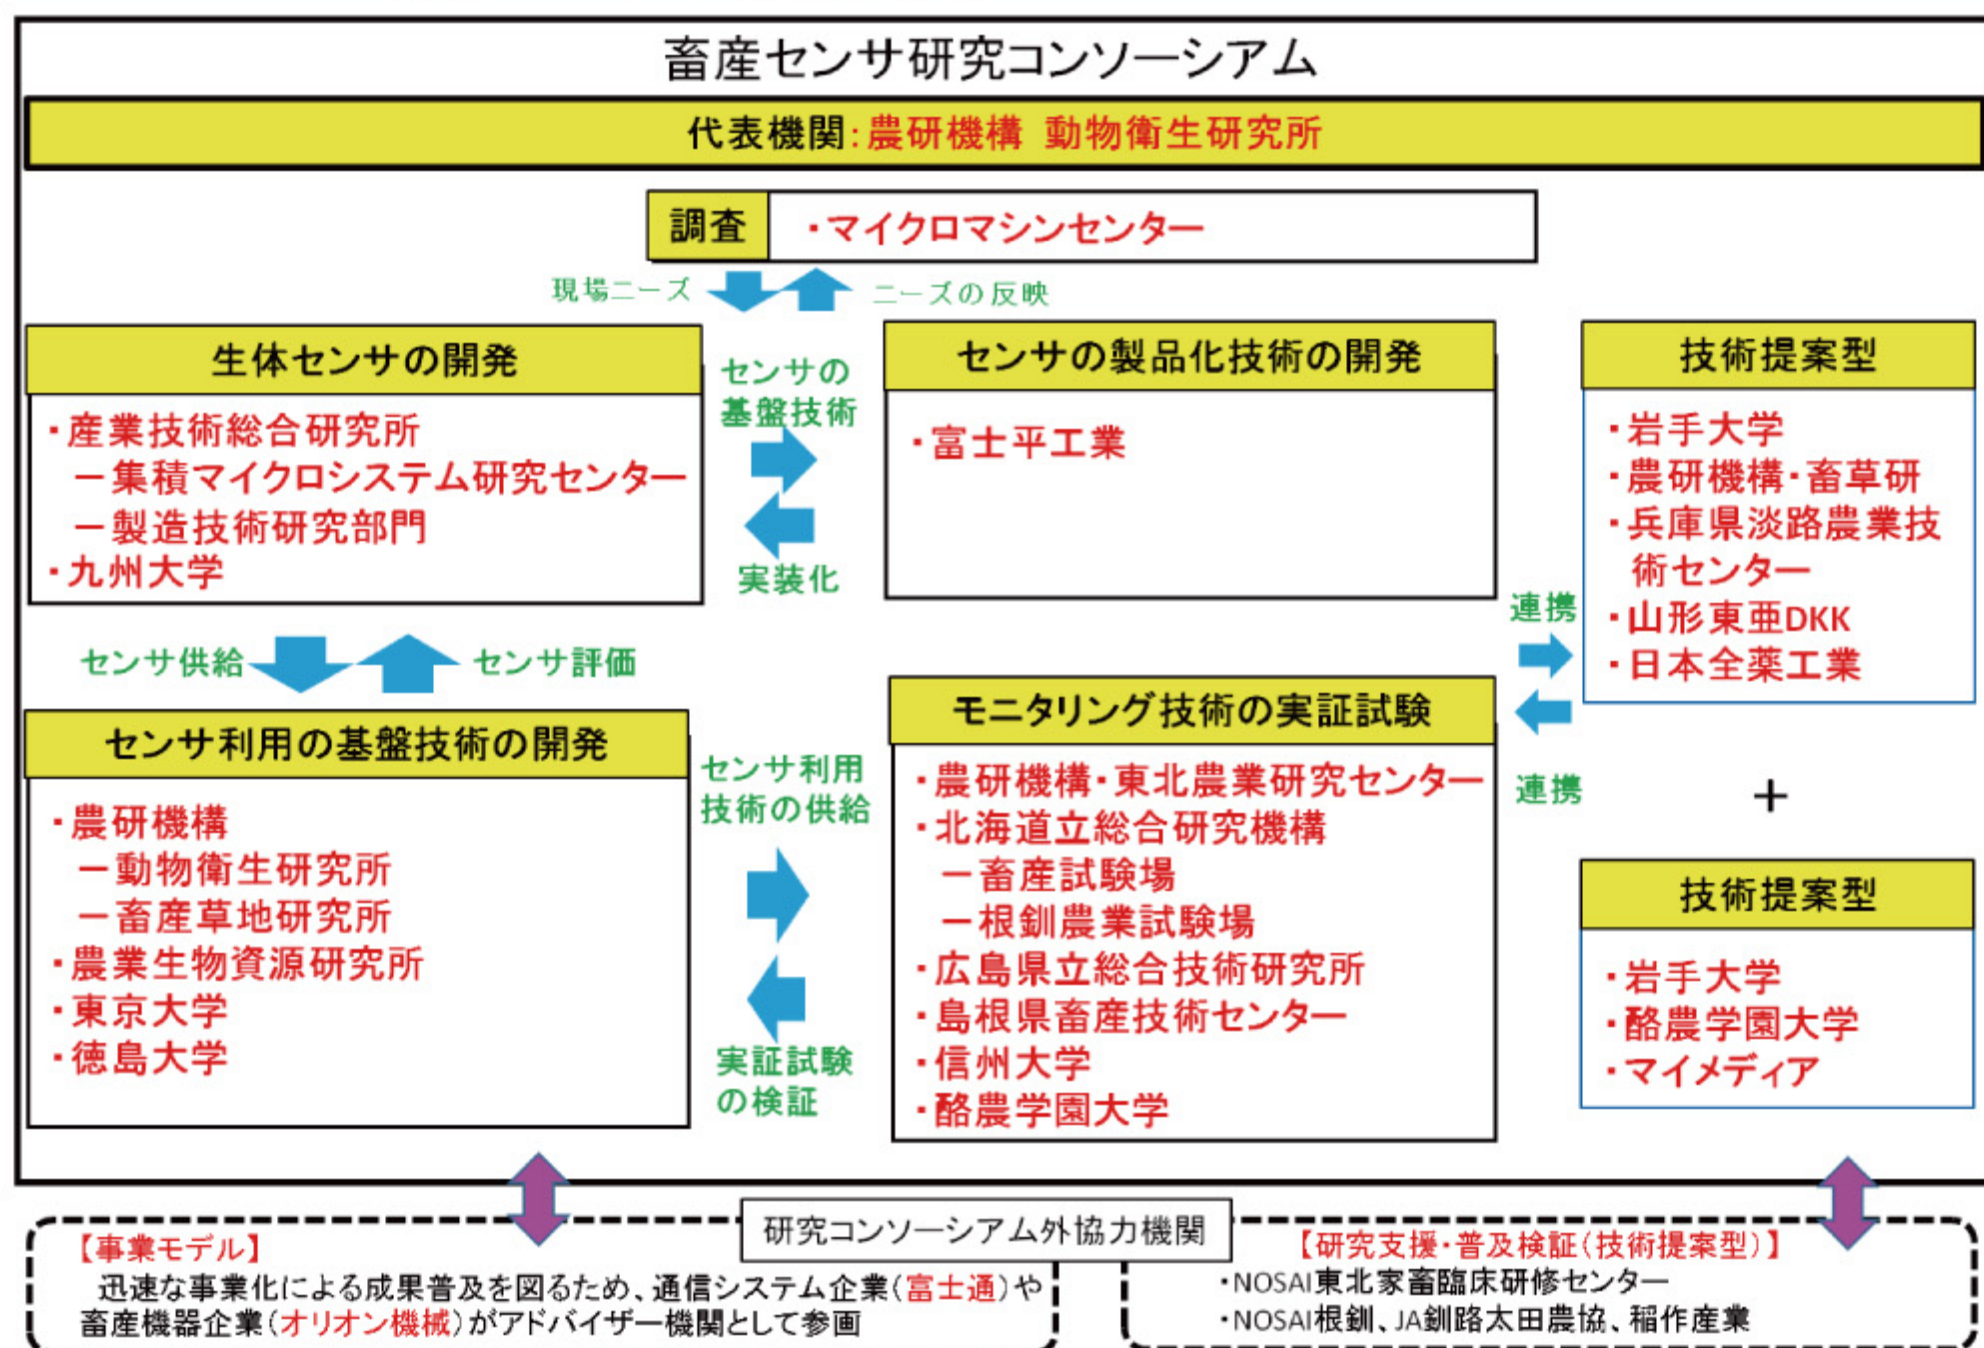 畜産センサ研究コンソーシアム
代表機関:農研機構 動物衛生研究所
調査
・マイクロマシンセンター
現場ニーズ
ニーズの反映
生体センサの開発
・産業技術総合研究所
－集積マイクロシステム研究センター
－製造技術研究部門
・九州大学
センサの
基盤技術
実装化
センサの製品化技術の開発
・富士平工業
技術提案型
・岩手大学
・農研機構・畜草研
・兵庫県淡路農業技
術センター
・山形東亜DKK
・日本全薬工業
連携
連携
センサ供給
センサ評価
センサ利用の基盤技術の開発
・農研機構
－動物衛生研究所
－畜産草地研究所
・農業生物資源研究所
・東京大学
・徳島大学
センサ利用
技術の供給
実証試験
の検証
モニタリング技術の実証試験
・農研機構・東北農業研究センター
・北海道立総合研究機構
－畜産試験場
－根釧農業試験場
・広島県立総合技術研究所
・島根県畜産技術センター
・信州大学
・酪農学園大学
＋
技術提案型
・岩手大学
・酪農学園大学
・マイメディア
研究コンソーシアム外協力機関
【事業モデル】
迅速な事業化による成果普及を図るため、通信システム企業(富士通)や
畜産機器企業(オリオン機械)がアドバイザー機関として参画
【研究支援・普及検証(技術提案型)】
・NOSAI東北家畜臨床研修センター
・NOSAI根釧、JA釧路太田農協、稲作産業